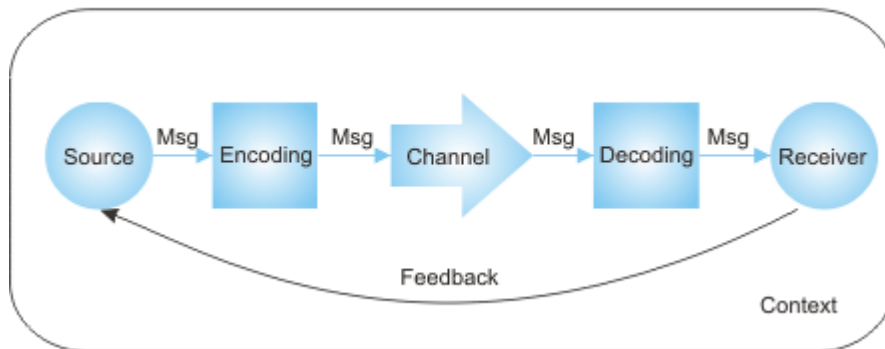 Msg Msg Msg Msg
Source Encoding Channel Decoding Receiver
Feedback
Context